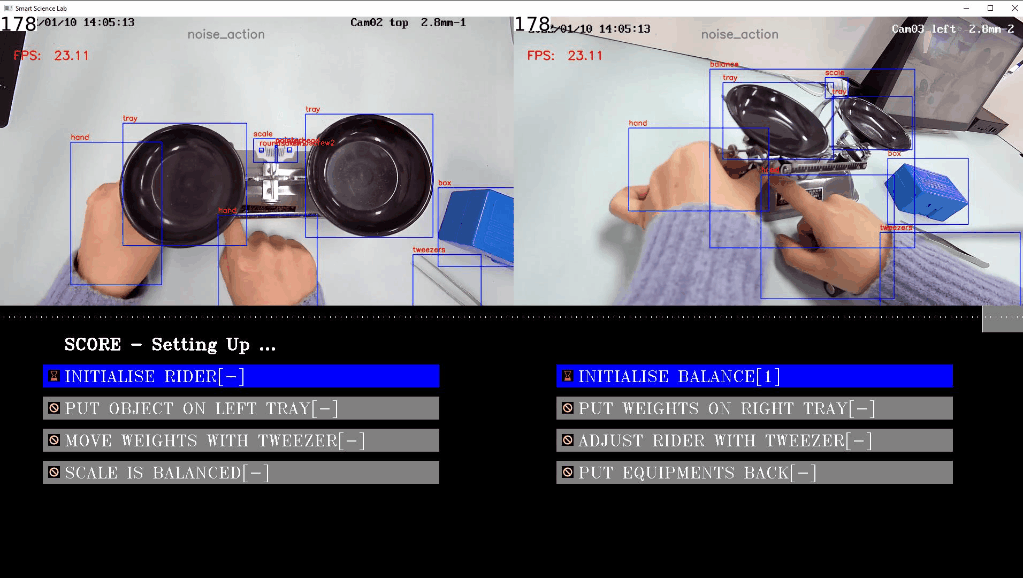 Smart Science Lab
178 /01/10 14:05:13 Cam02 top 2.8mm-1
noise_action
FPS: 23.11
tray
hand
tray
scale
box
hand
tweezers
178 /01/10 14:05:13 Cam03 left 2.8mm-2
noise_action
FPS: 23.11
balance
tray
scale
tray
hand
box
tweezers
SCORE - Setting Up ...
INITIALISE RIDER[-]
INITIALISE BALANCE[1]
PUT OBJECT ON LEFT TRAY[-]
PUT WEIGHTS ON RIGHT TRAY[-]
MOVE WEIGHTS WITH TWEEZER[-]
ADJUST RIDER WITH TWEEZER[-]
SCALE IS BALANCED[-]
PUT EQUIPMENTS BACK[-]